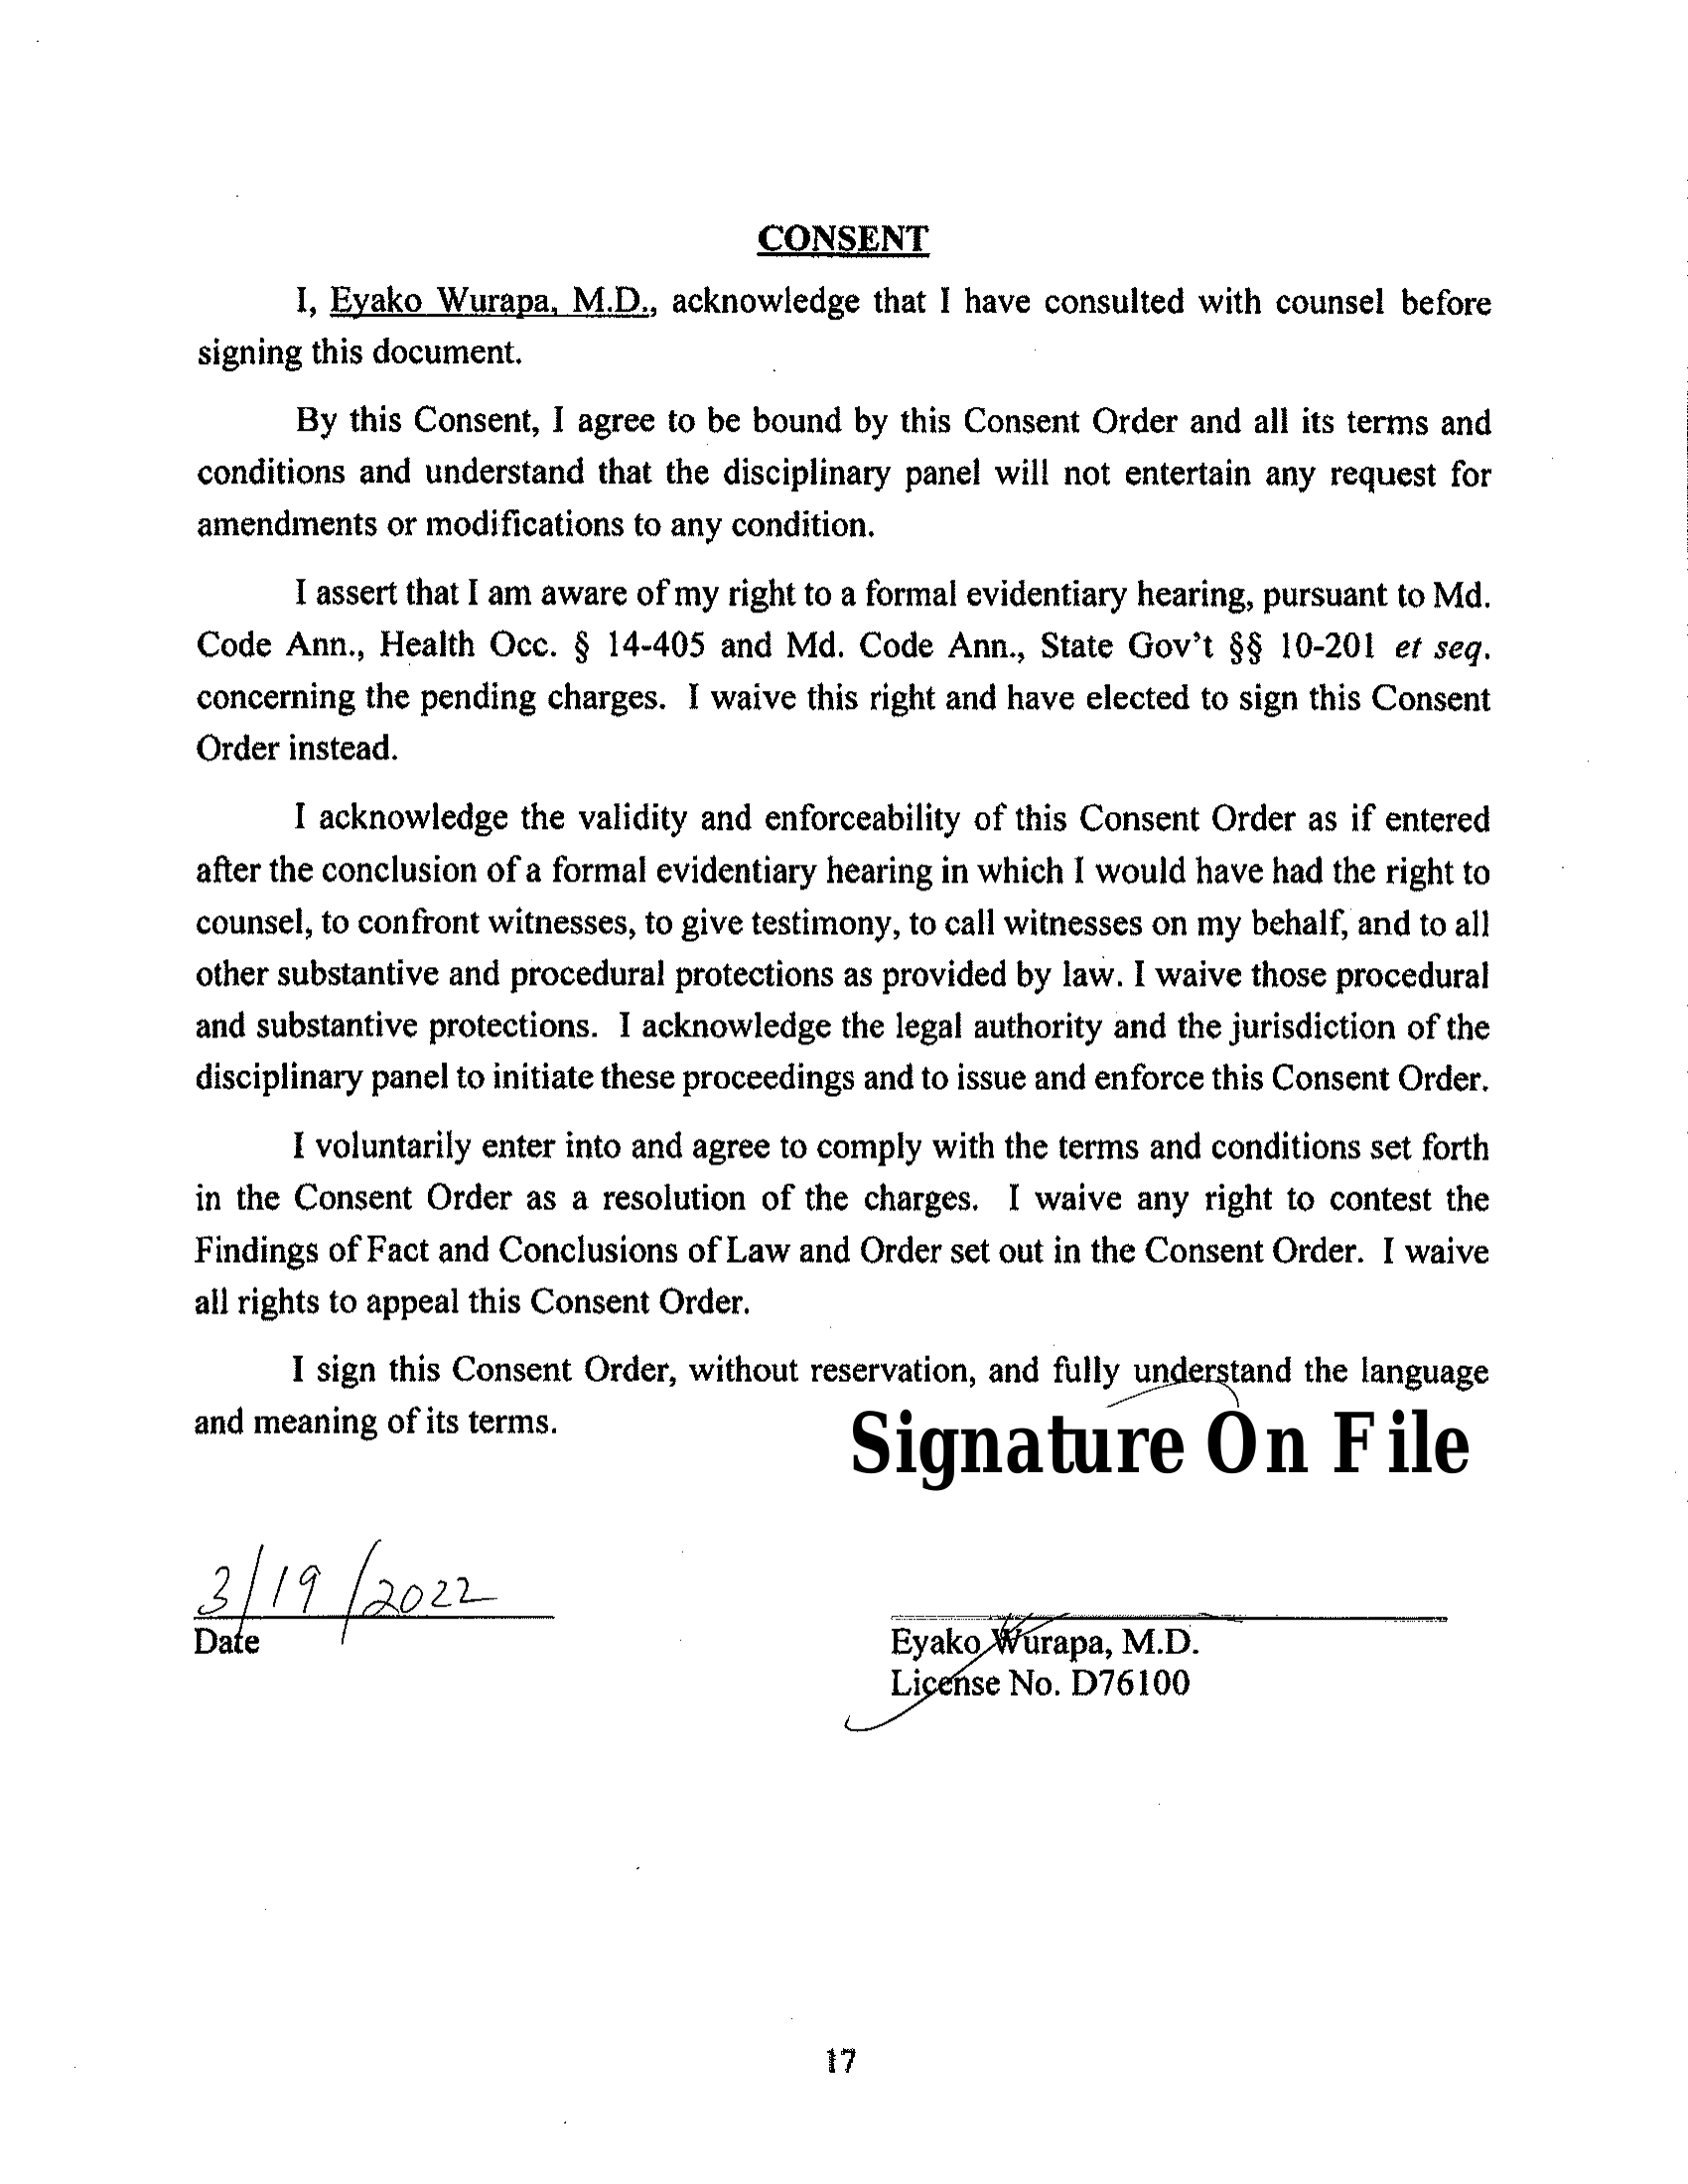 CONSENT
I, Eyako Wurapa, M.D., acknowledge that I have consulted with counsel before
signing this document.
By this Consent, I agree to be bound by this Consent Order and all its terms and
conditions and understand that the disciplinary panel will not entertain any request for
amendments or modifications to any condition.
I assert that I am aware of my right to a formal evidentiary hearing, pursuant to Md.
Code Ann., Health Occ. § 14-405 and Md. Code Ann., State Gov't §§ 10-201 et seq.
concerning the pending charges. I waive this right and have elected to sign this Consent
Order instead.
I acknowledge the validity and enforceability of this Consent Order as if entered
after the conclusion of a formal evidentiary hearing in which I would have had the right to
counsel, to confront witnesses, to give testimony, to call witnesses on my behalf, and to all
other substantive and procedural protections as provided by law. I waive those procedural
and substantive protections. I acknowledge the legal authority and the jurisdiction of the
disciplinary panel to initiate these proceedings and to issue and enforce this Consent Order.
I voluntarily enter into and agree to comply with the terms and conditions set forth
in the Consent Order as a resolution of the charges. I waive any right to contest the
Findings of Fact and Conclusions of Law and Order set out in the Consent Order. I waive
all rights to appeal this Consent Order.
I sign this Consent Order, without reservation, and fully understand the language
and meaning of its terms.
Signature On File
3/19/2022
Date
Eyako Wurapa, M.D.
License No. D76100
17